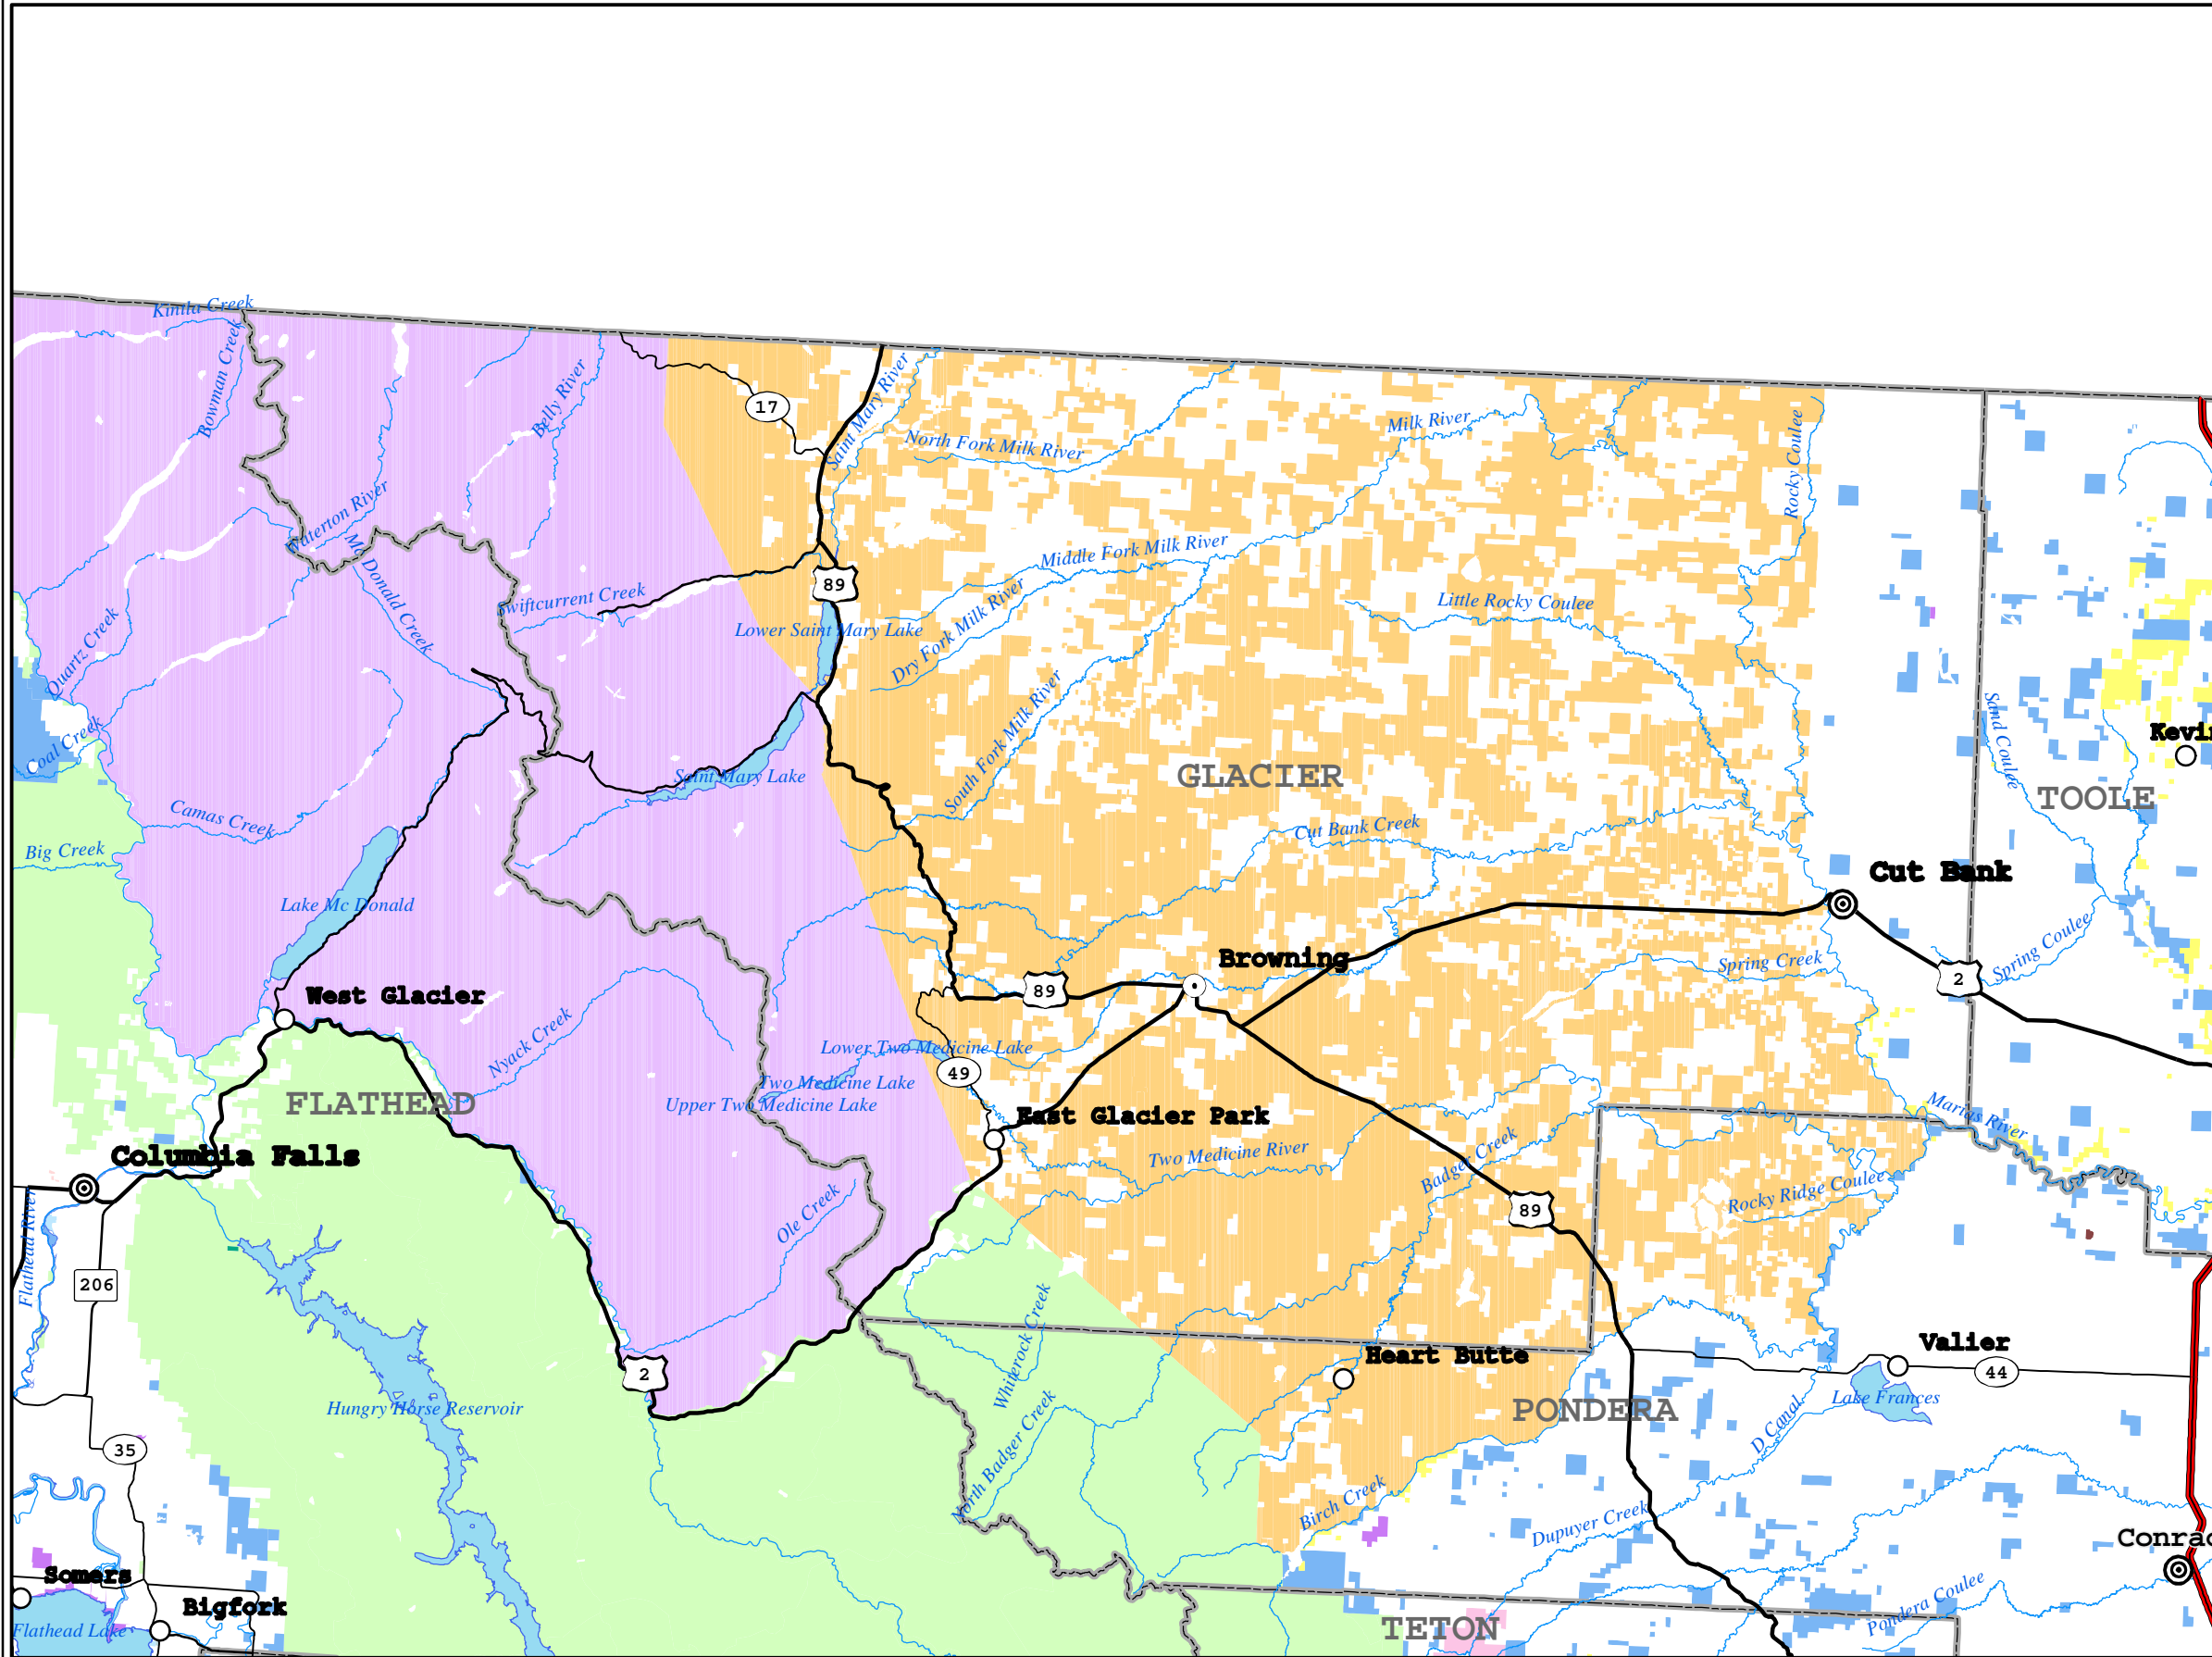 Kintla Creek
Bowman Creek
Belly River
17
Saint Mary River
North Fork Milk River
Milk River
Rocky Coulee
Waterton River
Mc Donald Creek
Middle Fork Milk River
Swiftcurrent Creek
89
Lower Saint Mary Lake
Dry Fork Milk River
Little Rocky Coulee
Quartz Creek
Coal Creek
South Fork Milk River
Sand Coulee
Saint Mary Lake
GLACIER
TOOLE
Camas Creek
Cut Bank Creek
Big Creek
Cut Bank
Lake Mc Donald
Browning
Spring Creek
Spring Coulee
2
West Glacier
89
Nyack Creek
Lower Two Medicine Lake
49
Two Medicine Lake
Upper Two Medicine Lake
FLATHEAD
East Glacier Park
Marias River
Columbia Falls
Two Medicine River
Badger Creek
Rocky Ridge Coulee
Flathead River
Ole Creek
89
206
Whiterock Creek
Heart Butte
Valier
2
44
Hungry Horse Reservoir
North Badger Creek
PONDERA
Lake Frances
D Canal
35
Birch Creek
Dupuyer Creek
Somers
Bigfork
Flathead Lake
TETON
Pondera Coulee